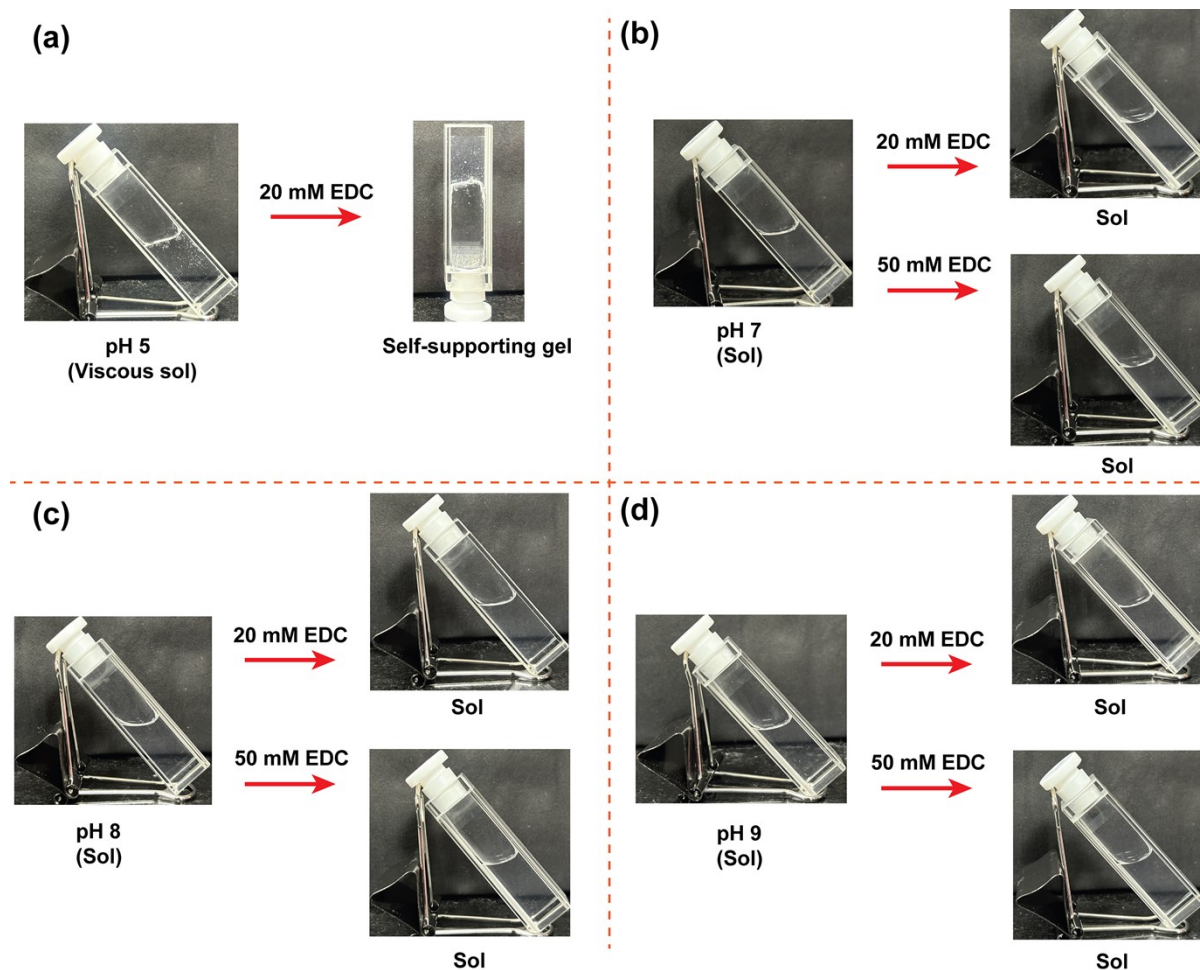 (a)
20 mM EDC
pH 5
(Viscous sol)
Self-supporting gel
(b)
20 mM EDC
Sol
50 mM EDC
pH 7
(Sol)
Sol
(c)
20 mM EDC
Sol
50 mM EDC
pH 8
(Sol)
Sol
(d)
20 mM EDC
Sol
50 mM EDC
pH 9
(Sol)
Sol